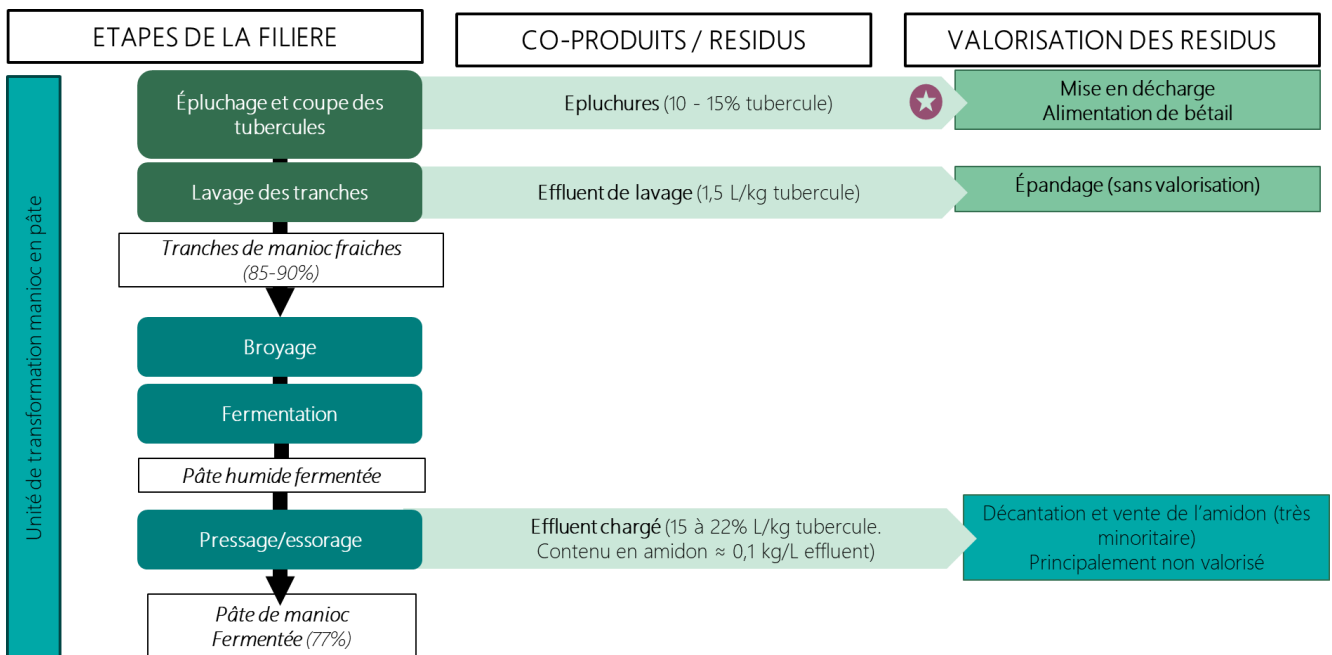 ETAPES DE LA FILIERE
CO-PRODUITS / RESIDUS
VALORISATION DES RESIDUS
Unité de transformation manioc en pâte
Épluchage et coupe des
tubercules
Epluchures (10 - 15% tubercule)
Mise en décharge
Alimentation de bétail
Lavage des tranches
Effluent de lavage (1,5 L/kg tubercule)
Épandage (sans valorisation)
Tranches de manioc fraiches
(85-90%)
Broyage
Fermentation
Pâte humide fermentée
Pressage/essorage
Effluent chargé (15 à 22% L/kg tubercule.
Contenu en amidon ≈ 0,1 kg/L effluent)
Décantation et vente de l'amidon (très
minoritaire)
Principalement non valorisé
Pâte de manioc
Fermentée (77%)